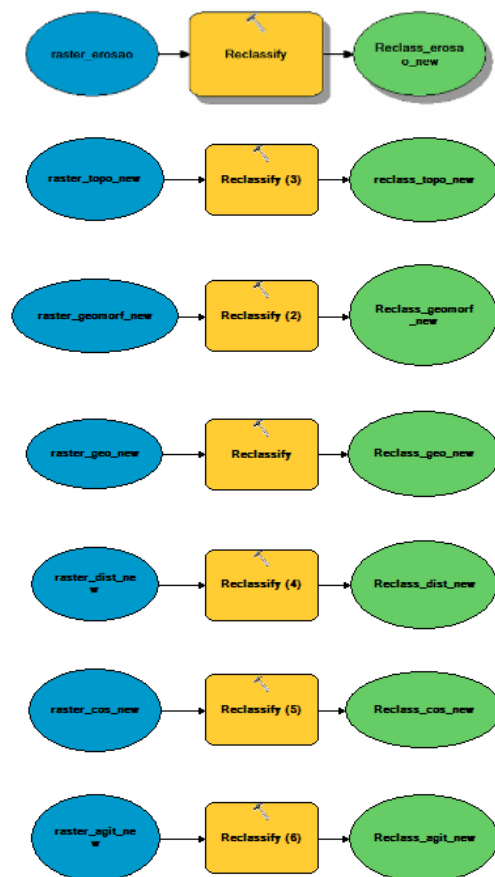 raster_erosao Reclassify Reclass_erosa
o_new
raster_topo_new Reclassify (3) reclass_topo_new
raster_geomorf_new Reclassify (2) Reclass_geomorf
_new
raster_geo_new Reclassify Reclass_geo_new
raster_dist_ne
w Reclassify (4) Reclass_dist_new
raster_cos_new Reclassify (5) Reclass_cos_new
raster_agit_ne
w Reclassify (6) Reclass_agit_new